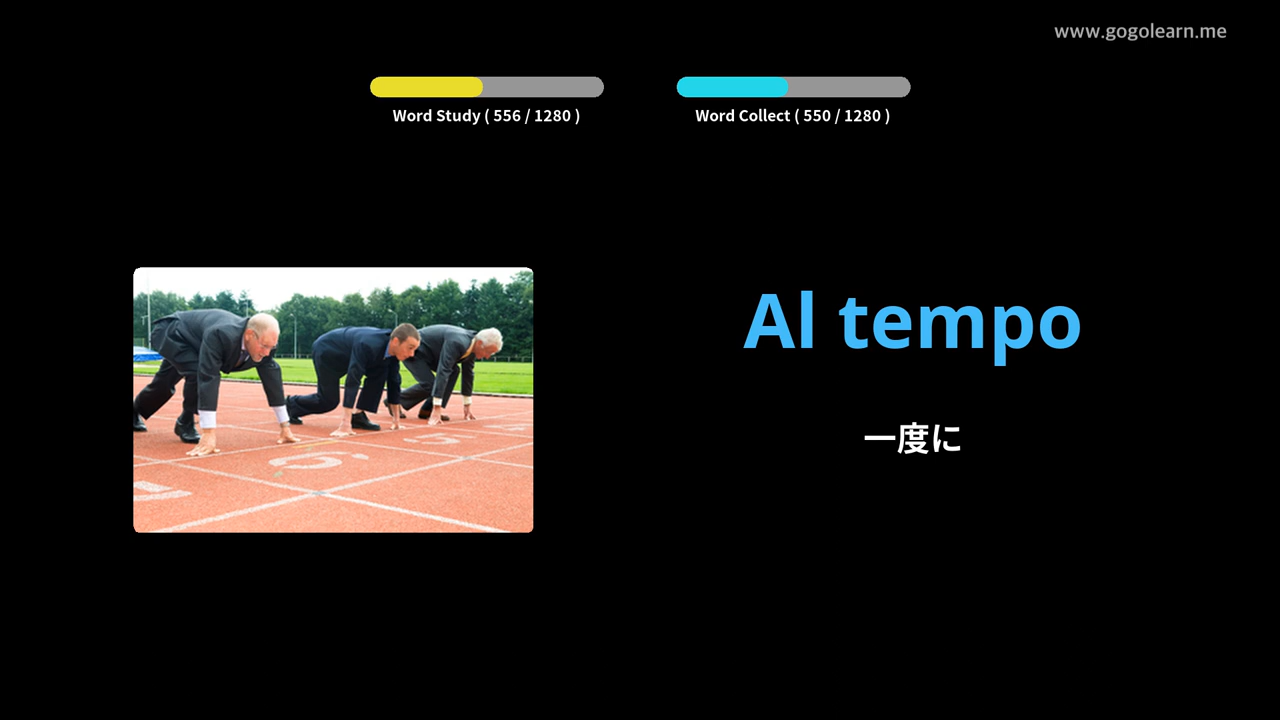 www.gogolearn.me
Word Study ( 556 / 1280 )
Word Collect ( 550 / 1280 )
Al tempo
一度に